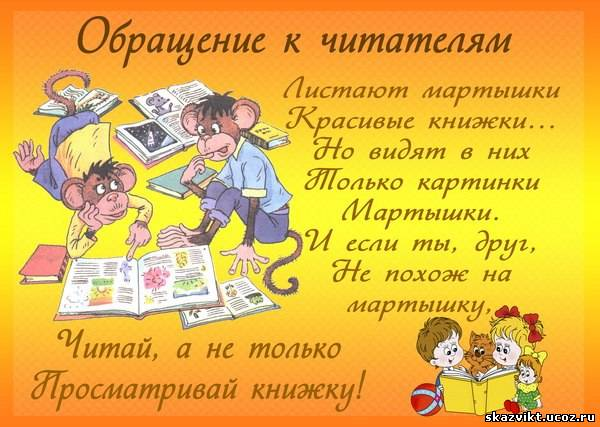 Обращение к читателям
Листают мартышки
Красивые книжки...
Но видят в них
Только картинки
Мартышки.
И если ты, друг,
Не похож на
мартышку,
Читай, а не только
Просматривай книжку!
skazvikt.ucoz.ru